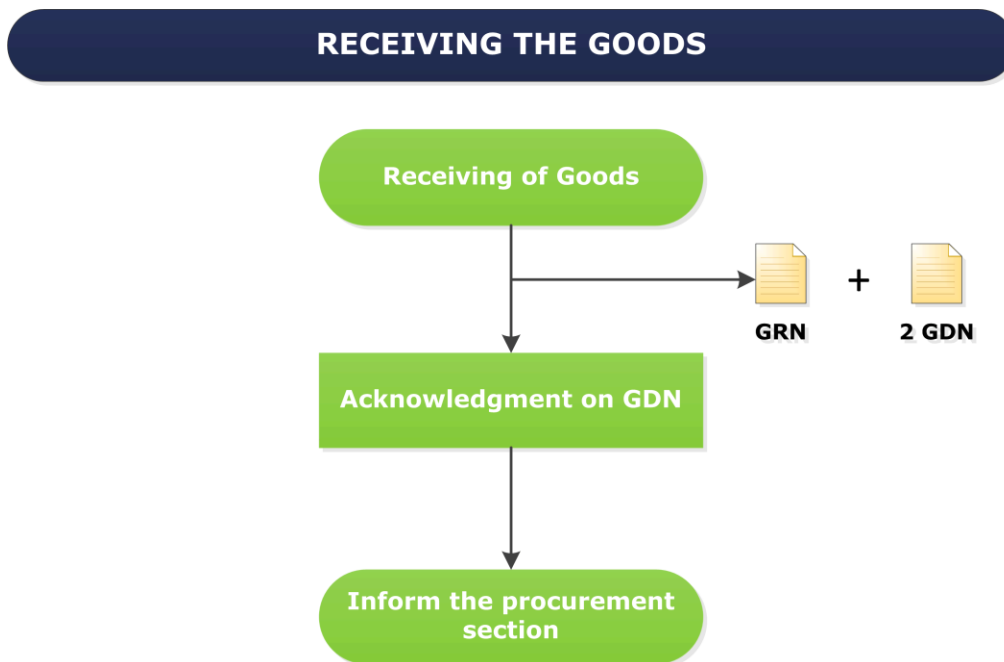 RECEIVING THE GOODS
Receiving of Goods
+
GRN
2 GDN
Acknowledgment on GDN
Inform the procurement
section